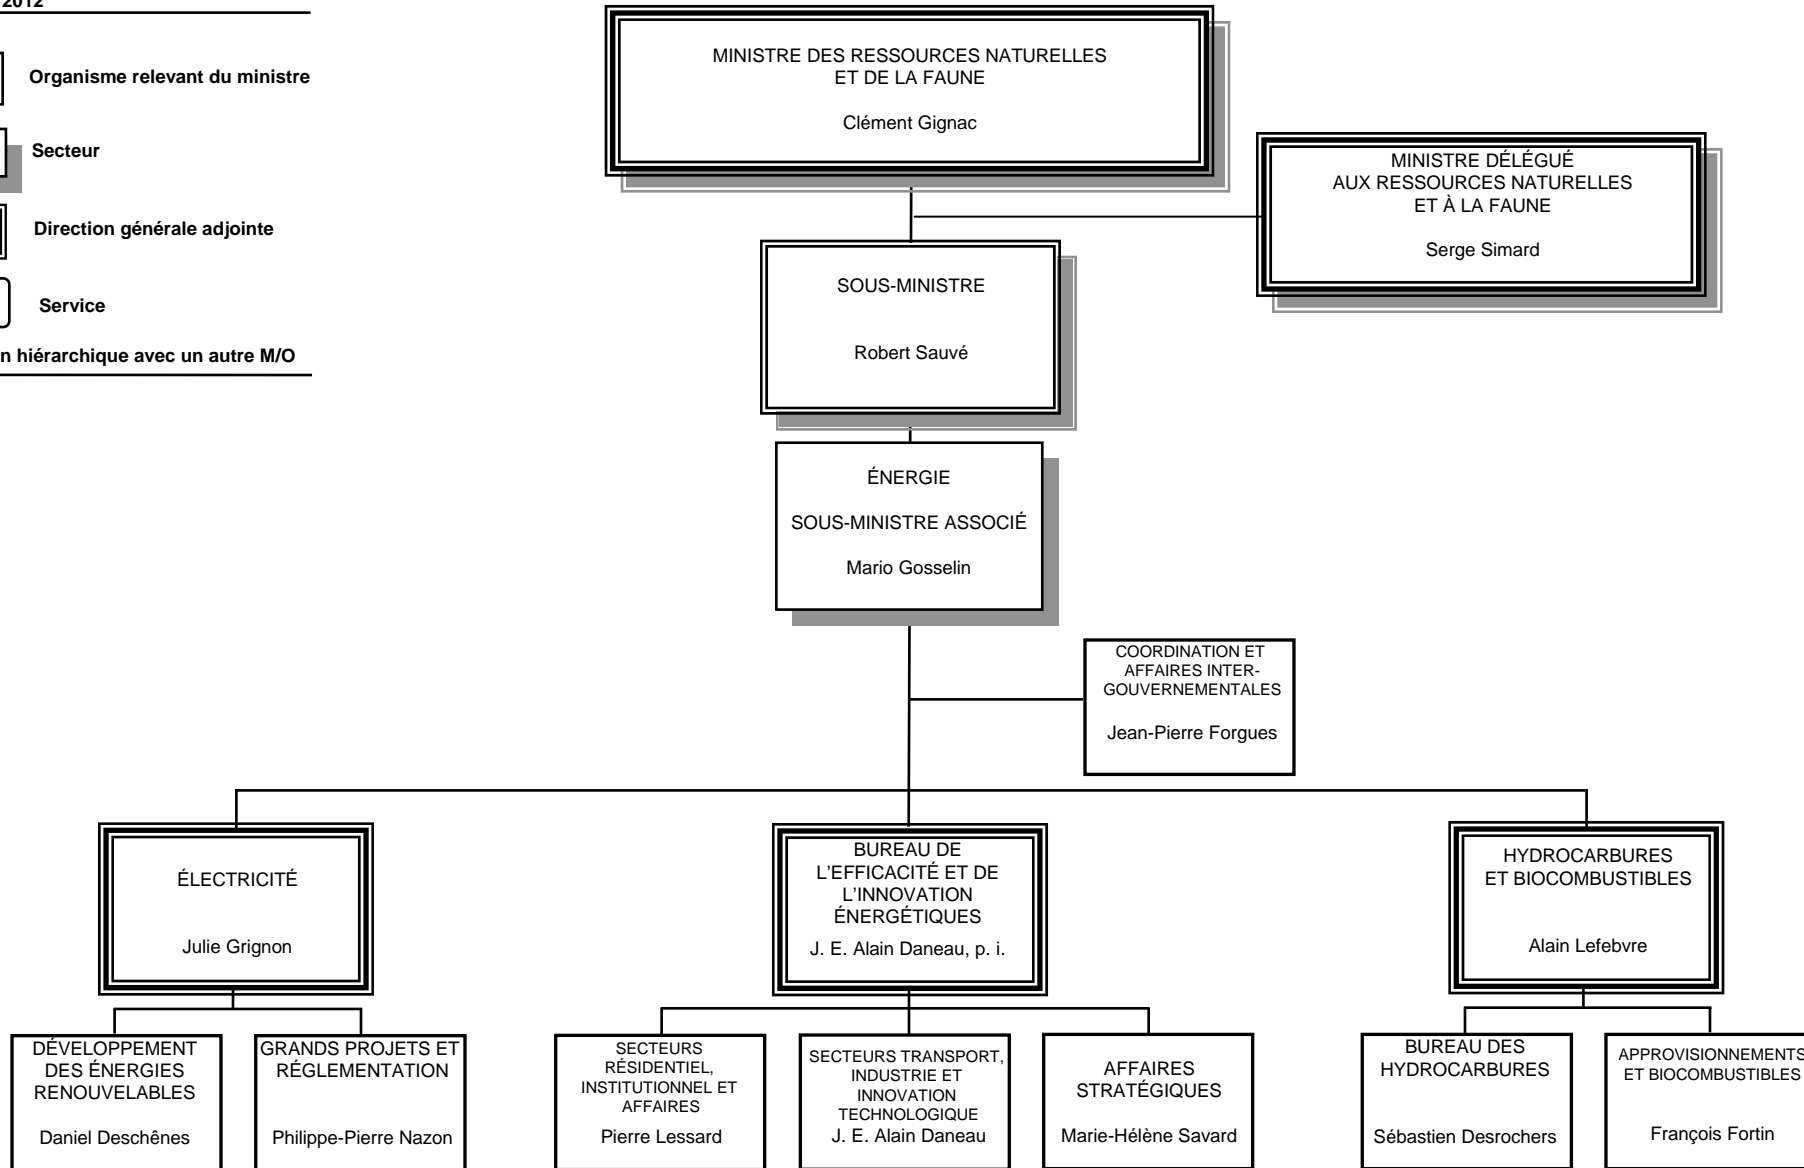 2012
Organisme relevant du ministre
Secteur
Direction générale adjointe
Service
n hiérarchique avec un autre M/O
MINISTRE DES RESSOURCES NATURELLES
ET DE LA FAUNE
Clément Gignac
MINISTRE DÉLÉGUÉ
AUX RESSOURCES NATURELLES
ET À LA FAUNE
Serge Simard
SOUS-MINISTRE
Robert Sauvé
ÉNERGIE
SOUS-MINISTRE ASSOCIÉ
Mario Gosselin
COORDINATION ET
AFFAIRES INTER-
GOUVERNEMENTALES
Jean-Pierre Forgues
ÉLECTRICITÉ
Julie Grignon
BUREAU DE
L'EFFICACITÉ ET DE
L'INNOVATION
ÉNERGÉTIQUES
J. E. Alain Daneau, p. i.
HYDROCARBURES
ET BIOCOMBUSTIBLES
Alain Lefebvre
DÉVELOPPEMENT
DES ÉNERGIES
RENOUVELABLES
Daniel Deschênes
GRANDS PROJETS ET
RÉGLEMENTATION
Philippe-Pierre Nazon
SECTEURS
RÉSIDENTIEL,
INSTITUTIONNEL ET
AFFAIRES
Pierre Lessard
SECTEURS TRANSPORT,
INDUSTRIE ET
INNOVATION
TECHNOLOGIQUE
J. E. Alain Daneau
AFFAIRES
STRATÉGIQUES
Marie-Hélène Savard
BUREAU DES
HYDROCARBURES
Sébastien Desrochers
APPROVISIONNEMENTS
ET BIOCOMBUSTIBLES
François Fortin